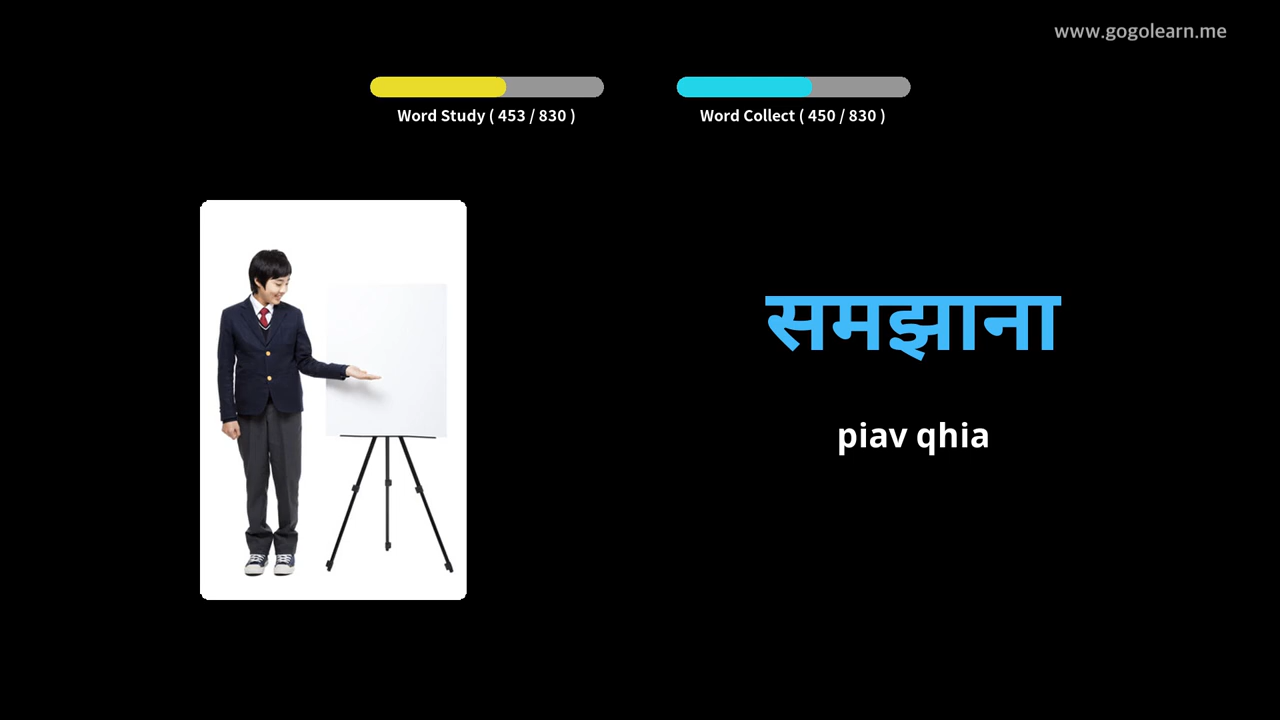 www.gogolearn.me
Word Study ( 453 / 830 )
Word Collect ( 450 / 830 )
समझाना
piav qhia